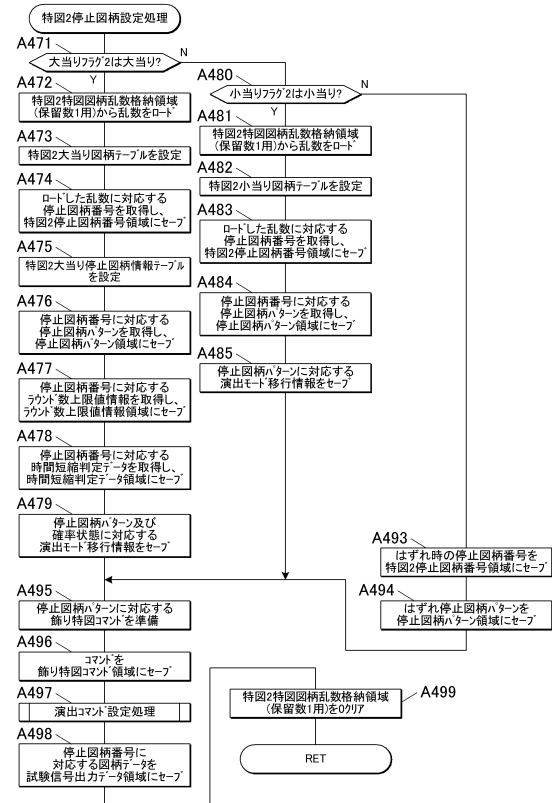 特図2停止図柄設定処理
A471
大当りフラグ2は大当り?
N
Y
A472
特図2特図図柄乱数格納領域
(保留数1用)から乱数をロード
A473
特図2大当り図柄テーブルを設定
A474
ロードした乱数に対応する
停止図柄番号を取得し、
特図2停止図柄番号領域にセーブ
A475
特図2大当り停止図柄情報テーブル
を設定
A476
停止図柄番号に対応する
停止図柄パターンを取得し、
停止図柄パターン領域にセーブ
A477
停止図柄番号に対応する
ラウンド数上限値情報を取得し、
ラウンド数上限値情報領域にセーブ
A478
停止図柄番号に対応する
時間短縮判定データを取得し、
時間短縮判定データ領域にセーブ
A479
停止図柄パターン及び
確率状態に対応する
演出モード移行情報をセーブ
A480
小当りフラグ2は小当り?
N
Y
A481
特図2特図図柄乱数格納領域
(保留数1用)から乱数をロード
A482
特図2小当り図柄テーブルを設定
A483
ロードした乱数に対応する
停止図柄番号を取得し、
特図2停止図柄番号領域にセーブ
A484
停止図柄番号に対応する
停止図柄パターンを取得し、
停止図柄パターン領域にセーブ
A485
停止図柄パターンに対応する
演出モード移行情報をセーブ
A493
はずれ時の停止図柄番号を
特図2停止図柄番号領域にセーブ
A494
はずれ停止図柄パターンを
停止図柄パターン領域にセーブ
A495
停止図柄パターンに対応する
飾り特図コマンドを準備
A496
コマンドを
飾り特図コマンド領域にセーブ
A497
演出コマンド設定処理
A498
停止図柄番号に
対応する図柄データを
試験信号出力データ領域にセーブ
A499
特図2特図図柄乱数格納領域
(保留数1用)を0クリア
RET